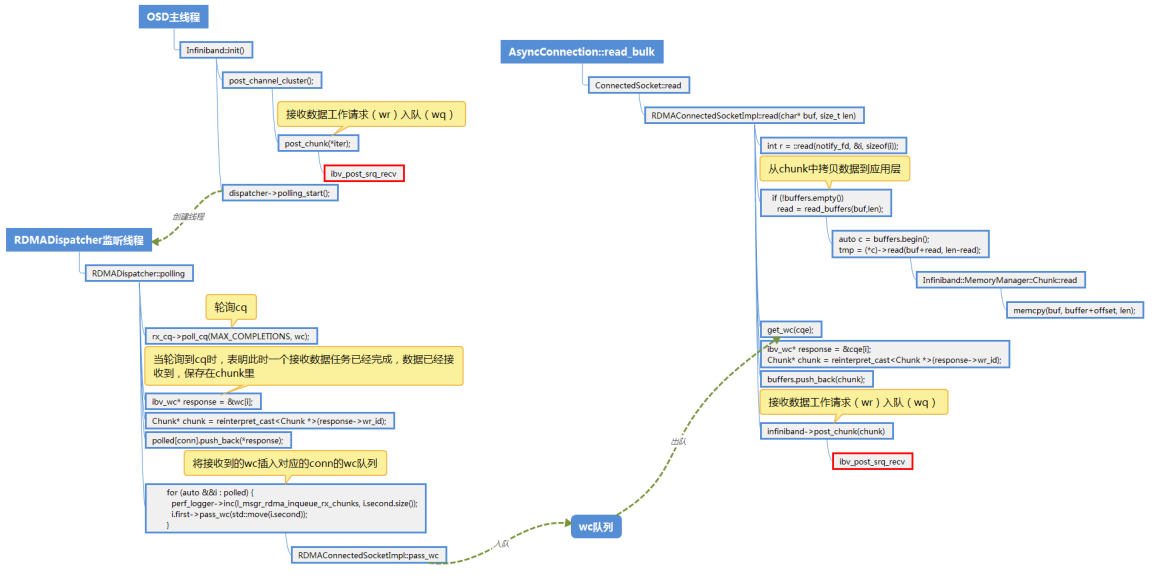 OSD主线程
Infiniband::init()
post_channel_cluster();
接收数据工作请求（wr）入队（wq）
post_chunk(*iter);
ibv_post_srq_recv
dispatcher->polling_start();
创建线程
RDMADispatcher监听线程
RDMADispatcher::polling
轮询cq
rx_cq->poll_cq(MAX_COMPLETIONS, wc);
当轮询到cq时，表明此时一个接收数据任务已经完成，数据已经接
收到，保存在chunk里
ibv_wc* response = &wc[i];
Chunk* chunk = reinterpret_cast<Chunk *>(response->wr_id);
polled[conn].push_back(*response);
将接收到的wc插入对应的conn的wc队列
for (auto &&i : polled) {
perf_logger->inc(l_msgr_rdma_inqueue_rx_chunks, i.second.size());
i.first->pass_wc(std::move(i.second));
}
RDMAConnectedSocketImpl::pass_wc
入队
wc队列
出队
AsyncConnection::read_bulk
ConnectedSocket::read
RDMAConnectedSocketImpl::read(char* buf, size_t len)
int r = ::read(notify_fd, &i, sizeof(i));
从chunk中拷贝数据到应用层
if (!buffers.empty())
read = read_buffers(buf,len);
auto c = buffers.begin();
tmp = (*c)->read(buf+read, len-read);
Infiniband::MemoryManager::Chunk::read
memcpy(buf, buffer+offset, len);
get_wc(cqe);
ibv_wc* response = &cqe[i];
Chunk* chunk = reinterpret_cast<Chunk *>(response->wr_id);
buffers.push_back(chunk);
接收数据工作请求（wr）入队（wq）
infiniband->post_chunk(chunk)
ibv_post_srq_recv